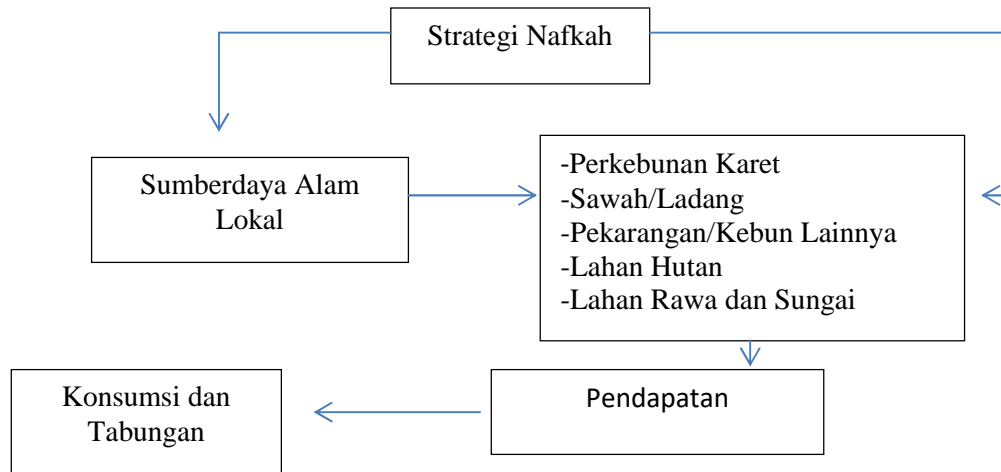 Strategi Nafkah
Sumberdaya Alam
Lokal
-Perkebunan Karet
-Sawah/Ladang
-Pekarangan/Kebun Lainnya
-Lahan Hutan
-Lahan Rawa dan Sungai
Konsumsi dan
Tabungan
Pendapatan